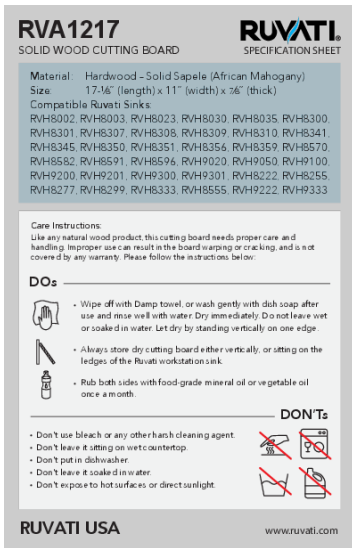 RVA1217
SOLID WOOD CUTTING BOARD
RUVATI®
SPECIFICATION SHEET
Material: Hardwood – Solid Sapele (African Mahogany)
Size: 17-⅛" (length) x 11" (width) x ⅞" (thick)
Compatible Ruvati Sinks:
RVH8002, RVH8003, RVH8023, RVH8030, RVH8035, RVH8300,
RVH8301, RVH8307, RVH8308, RVH8309, RVH8310, RVH8341,
RVH8345, RVH8350, RVH8351, RVH8356, RVH8359, RVH8570,
RVH8582, RVH8591, RVH8596, RVH9020, RVH9050, RVH9100,
RVH9200, RVH9201, RVH9300, RVH9301, RVH8222, RVH8255,
RVH8277, RVH8299, RVH8333, RVH8555, RVH9222, RVH9333
Care Instructions:
Like any natural wood product, this cutting board needs proper care and
handling. Improper use can result in the board warping or cracking, and is not
covered by any warranty. Please follow the instructions below:
DOs
• Wipe off with Damp towel, or wash gently with dish soap after
use and rinse well with water. Dry immediately. Do not leave wet
or soaked in water. Let dry by standing vertically on one edge.
• Always store dry cutting board either vertically, or sitting on the
ledges of the Ruvati workstation sink.
• Rub both sides with food-grade mineral oil or vegetable oil
once a month.
DON'Ts
• Don't use bleach or any other harsh cleaning agent.
• Don't leave it sitting on wet countertop.
• Don't put in dishwasher.
• Don't leave it soaked in water.
• Don't expose to hot surfaces or direct sunlight.
RUVATI USA
www.ruvati.com